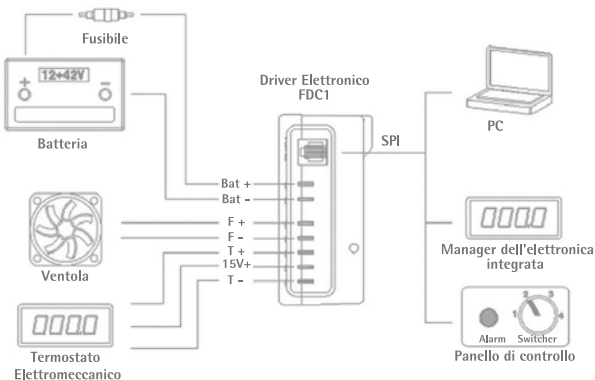 Fusibile
12÷42V
+
−
Batteria
Driver Elettronico
FDC1
SPI
PC
Bat +
Bat -
F +
F -
T +
15V+
T -
Ventola
000.0
Manager dell'elettronica
integrata
000.0
Termostato
Elettromeccanico
1
2
3
4
Alarm
Switcher
Panello di controllo